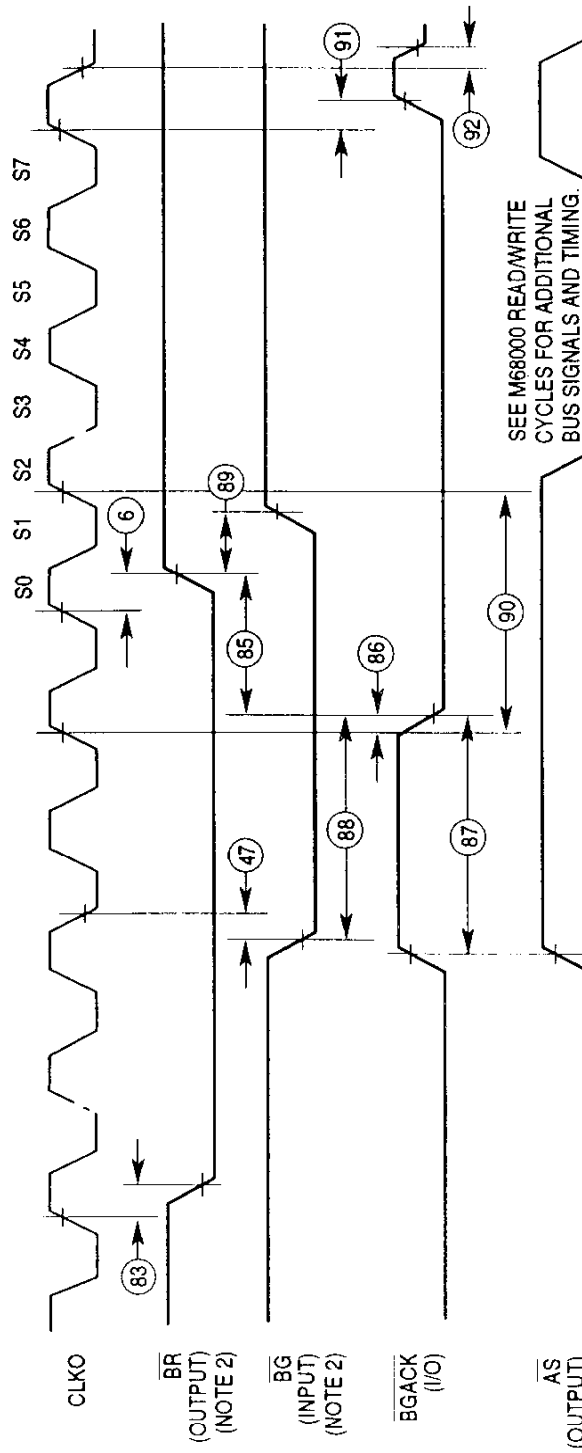 S0 S1 S2 S3 S4 S5 S6 S7
CLKO
83
6
BR
(OUTPUT)
(NOTE 2)
47
85
89
BG
(INPUT)
(NOTE 2)
88
86
91
BGACK
(I/O)
87
90
92
SEE M68000 READ/WRITE
CYCLES FOR ADDITIONAL
BUS SIGNALS AND TIMING.
AS
(OUTPUT)